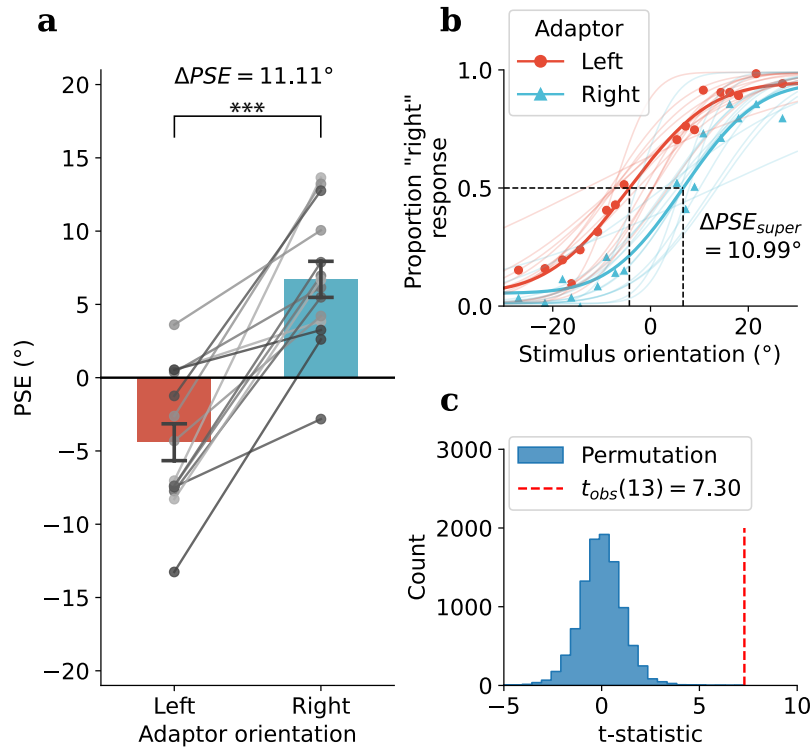 a
ΔPSE = 11.11°
***
20
15
10
5
0
−5
−10
−15
−20
PSE (°)
Left
Right
Adaptor orientation
b
Adaptor
Left
Right
1.0
0.5
0.0
Proportion "right"
response
ΔPSE_super
= 10.99°
−20
0
20
Stimulus orientation (°)
c
Permutation
t_obs(13) = 7.30
3000
2000
1000
0
Count
−5
0
5
10
t-statistic